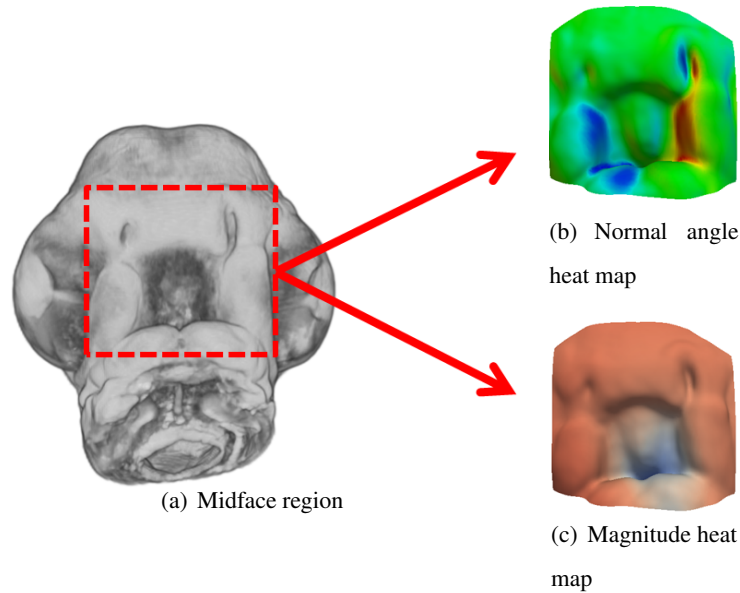 (b) Normal angle
heat map
(a) Midface region
(c) Magnitude heat
map